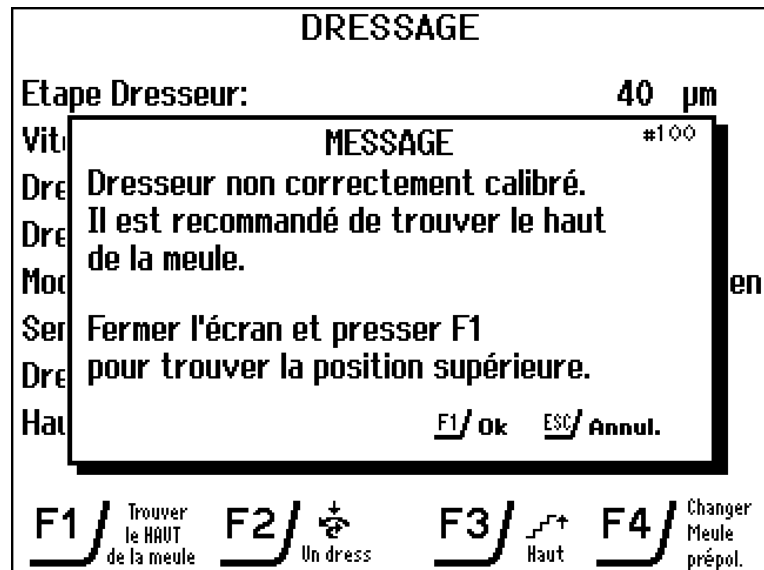 DRESSAGE
Etape Dresseur: 40 µm
MESSAGE #100
Dresseur non correctement calibré.
Il est recommandé de trouver le haut
de la meule.
Fermer l'écran et presser F1
pour trouver la position supérieure.
F1 Ok ESC Annul.
F1 Trouver
le HAUT
de la meule
F2 Un dress
F3 Haut
F4 Changer
Meule
prépol.